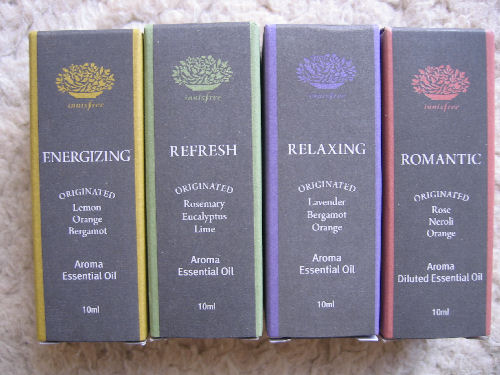 innisfree
ENERGIZING
ORIGINATED
Lemon
Orange
Bergamot
Aroma
Essential Oil
10ml
innisfree
REFRESH
ORIGINATED
Rosemary
Eucalyptus
Lime
Aroma
Essential Oil
10ml
innisfree
RELAXING
ORIGINATED
Lavender
Bergamot
Orange
Aroma
Essential Oil
10ml
innisfree
ROMANTIC
ORIGINATED
Rose
Neroli
Orange
Aroma
Diluted Essential Oil
10ml